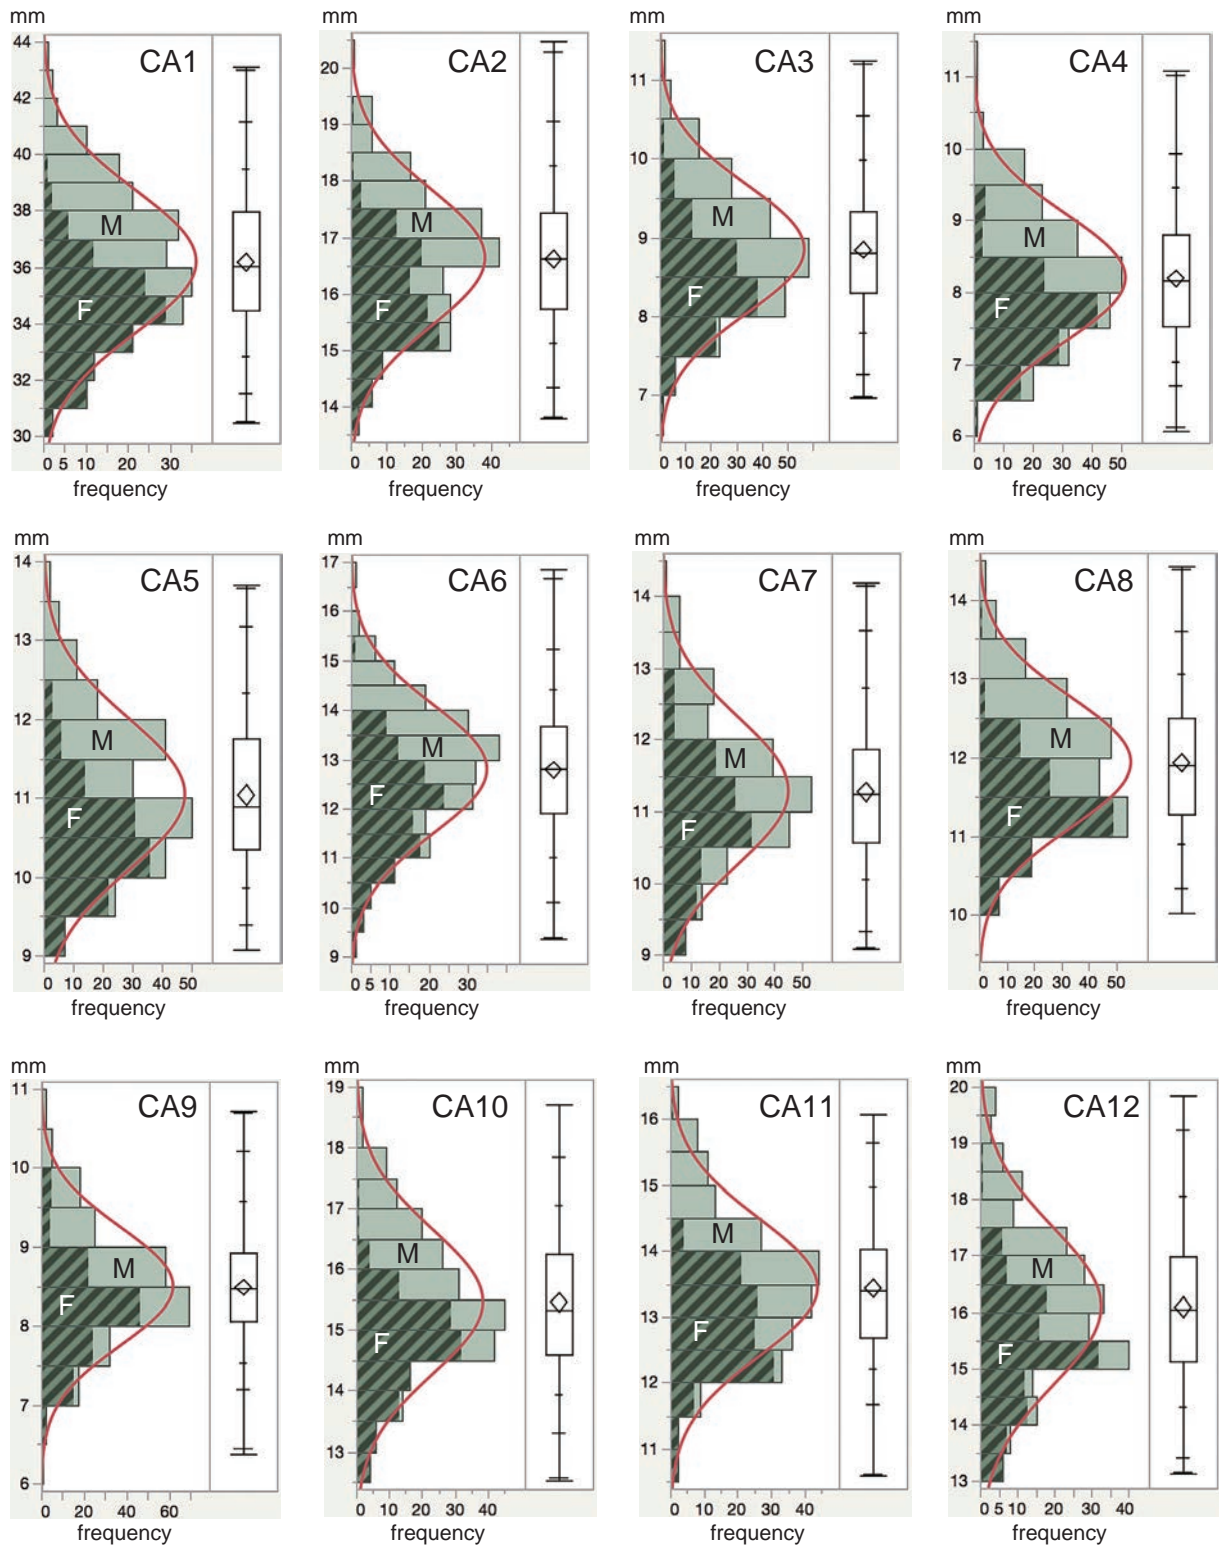 mm mm mm mm
CA1 CA2 CA3 CA4
44 42 40 38 36 34 32 30
M
F
0 5 10 20 30
frequency
20 19 18 17 16 15 14
M
F
0 10 20 30 40
frequency
11 10 9 8 7
M
F
0 10 20 30 40 50
frequency
11 10 9 8 7 6
M
F
0 10 20 30 40 50
frequency
mm mm mm mm
CA5 CA6 CA7 CA8
14 13 12 11 10 9
M
F
0 10 20 30 40 50
frequency
17 16 15 14 13 12 11 10 9
M
F
0 5 10 20 30
frequency
14 13 12 11 10 9
M
F
0 10 20 30 40 50
frequency
14 13 12 11 10
M
F
0 10 20 30 40 50
frequency
mm mm mm mm
CA9 CA10 CA11 CA12
11 10 9 8 7 6
M
F
0 20 40 60
frequency
19 18 17 16 15 14 13
M
F
0 10 20 30 40
frequency
16 15 14 13 12 11
M
F
0 10 20 30 40
frequency
20 19 18 17 16 15 14 13
M
F
0 5 10 20 30 40
frequency